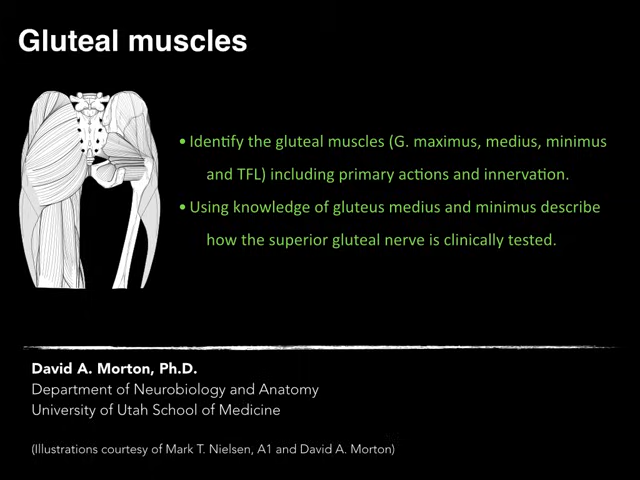 Gluteal muscles
• Identify the gluteal muscles (G. maximus, medius, minimus
and TFL) including primary actions and innervation.
• Using knowledge of gluteus medius and minimus describe
how the superior gluteal nerve is clinically tested.
David A. Morton, Ph.D.
Department of Neurobiology and Anatomy
University of Utah School of Medicine
(Illustrations courtesy of Mark T. Nielsen, A1 and David A. Morton)